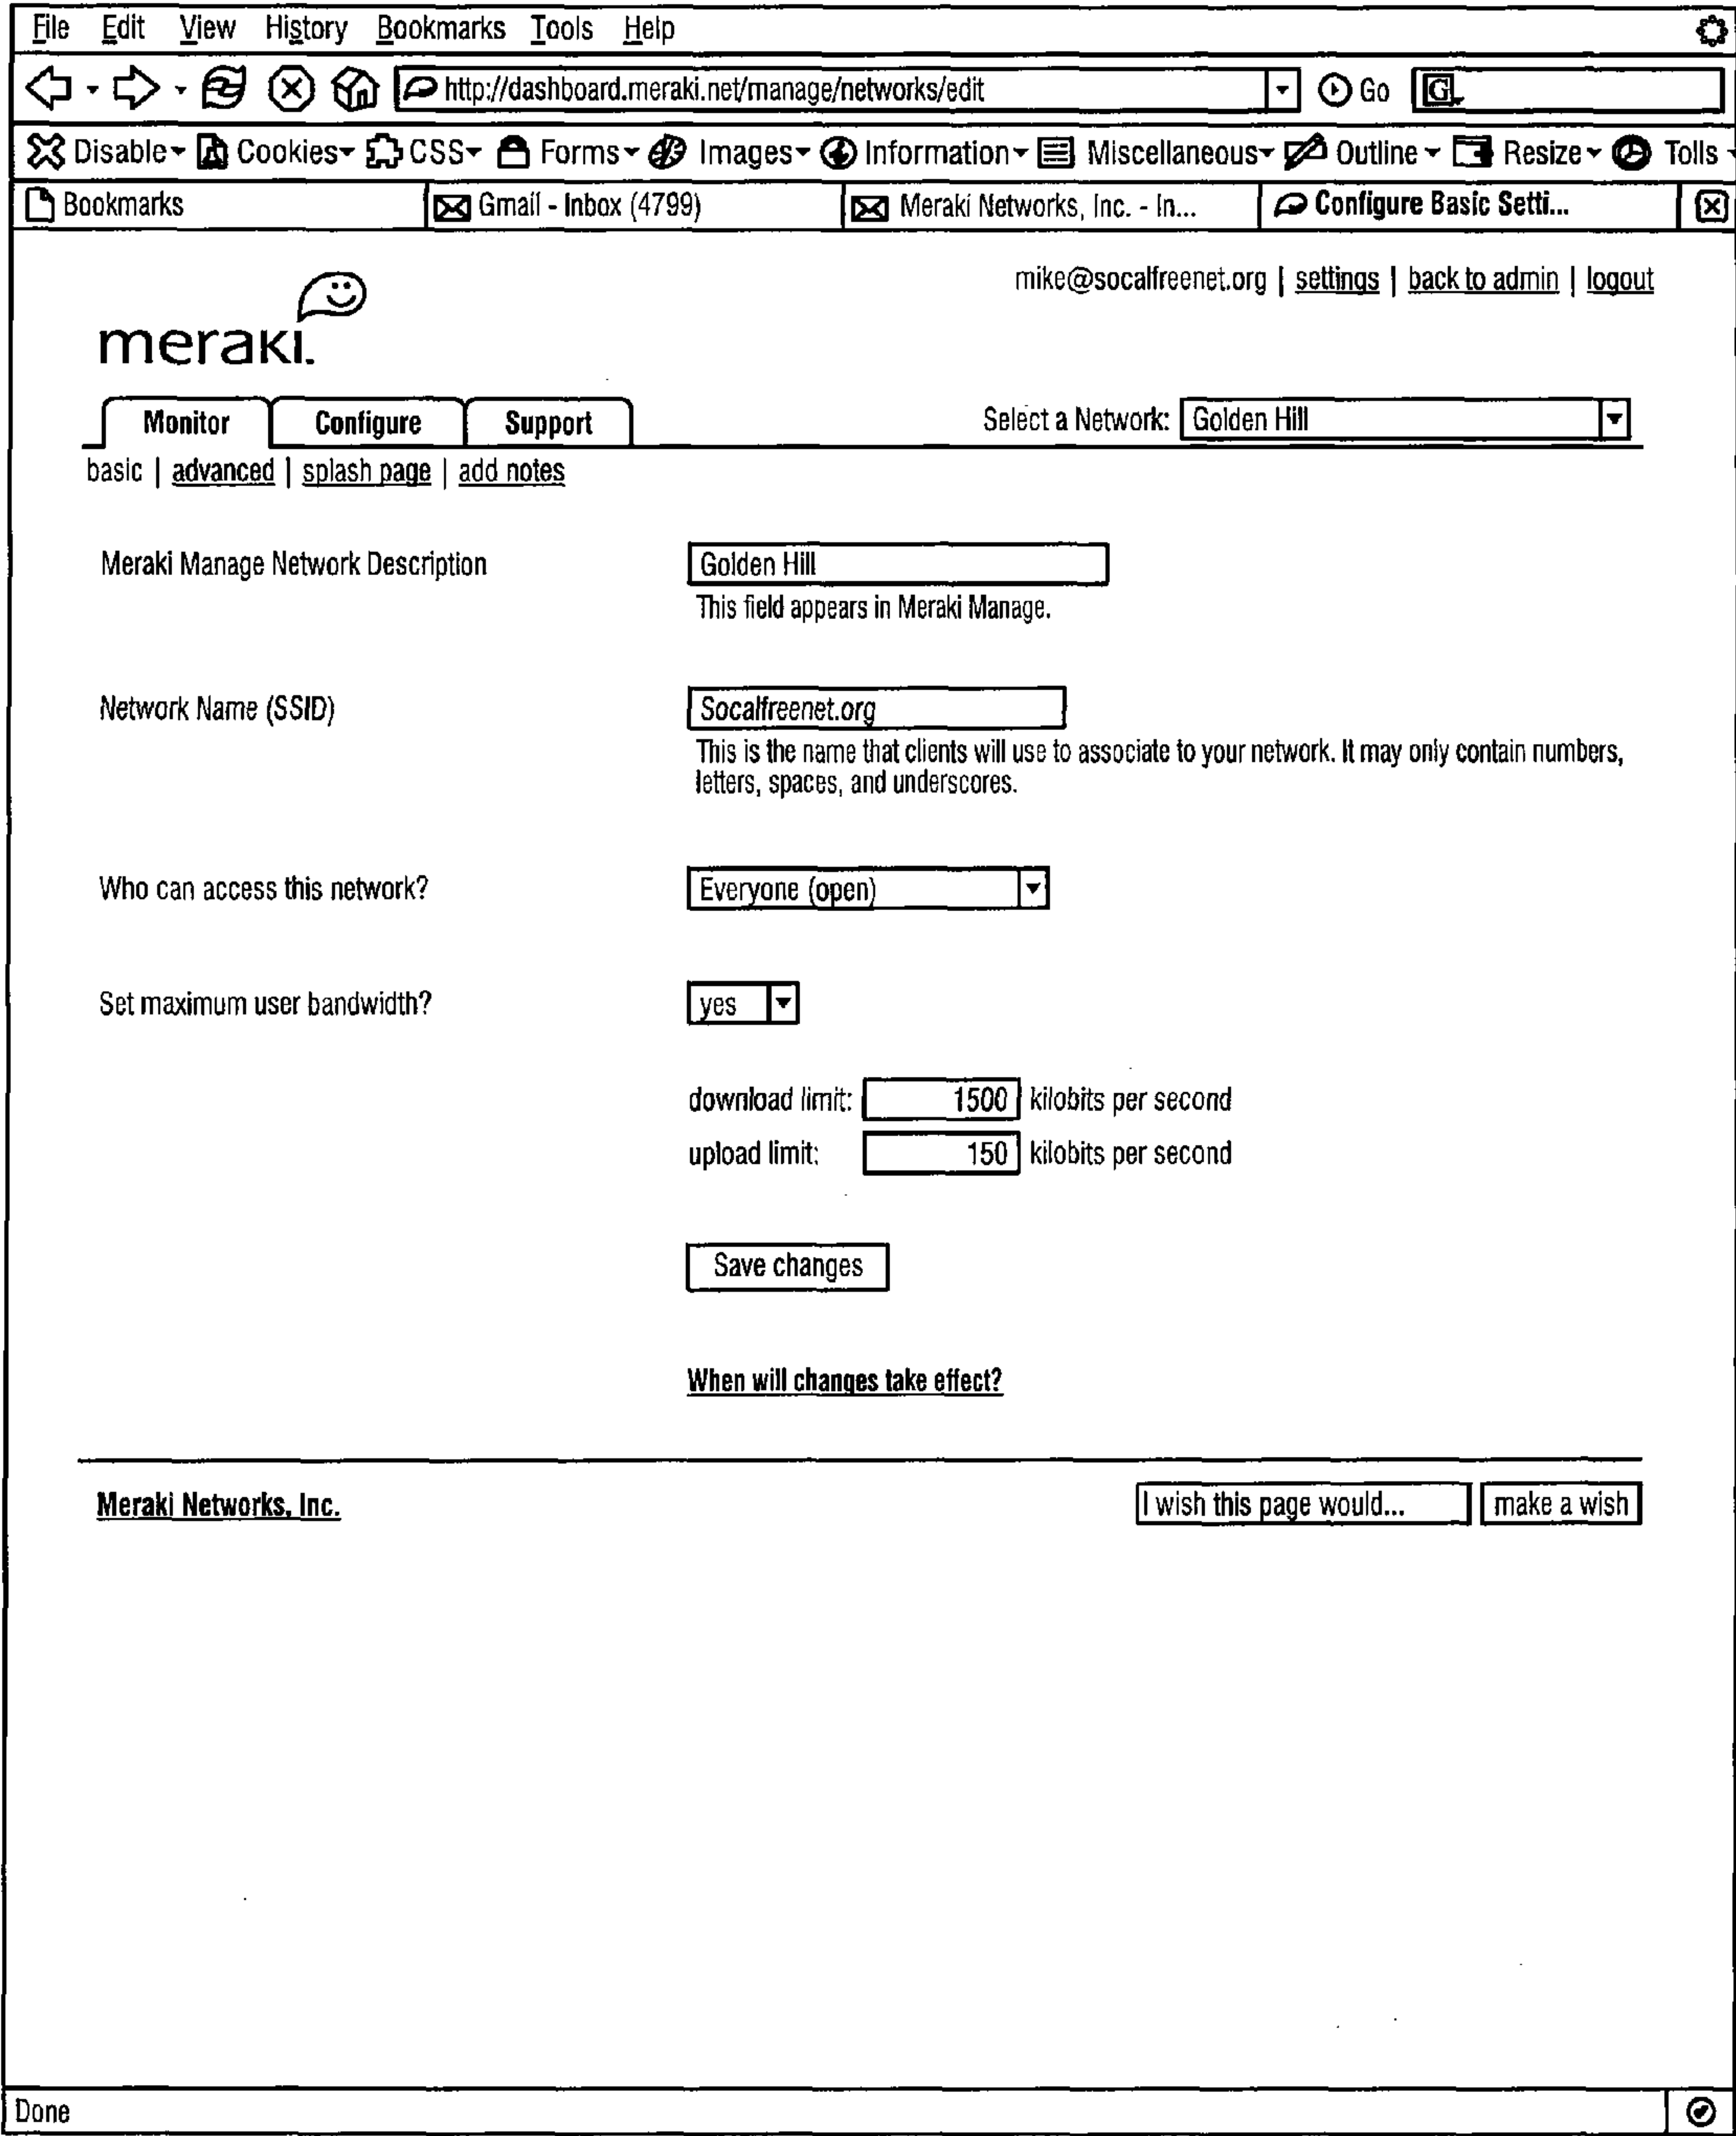 File Edit View History Bookmarks Tools Help
http://dashboard.meraki.net/manage/networks/edit Go G
Disable Cookies CSS Forms Images Information Miscellaneous Outline Resize Tolls
Bookmarks Gmail - Inbox (4799) Meraki Networks, Inc. - In... Configure Basic Setti...
mike@socalfreenet.org | settings | back to admin | logout
meraki.
Monitor Configure Support Select a Network: Golden Hill
basic | advanced | splash page | add notes
Meraki Manage Network Description Golden Hill
This field appears in Meraki Manage.
Network Name (SSID) Socalfreenet.org
This is the name that clients will use to associate to your network. It may only contain numbers,
letters, spaces, and underscores.
Who can access this network? Everyone (open)
Set maximum user bandwidth? yes
download limit: 1500 kilobits per second
upload limit: 150 kilobits per second
Save changes
When will changes take effect?
Meraki Networks, Inc. I wish this page would... make a wish
Done